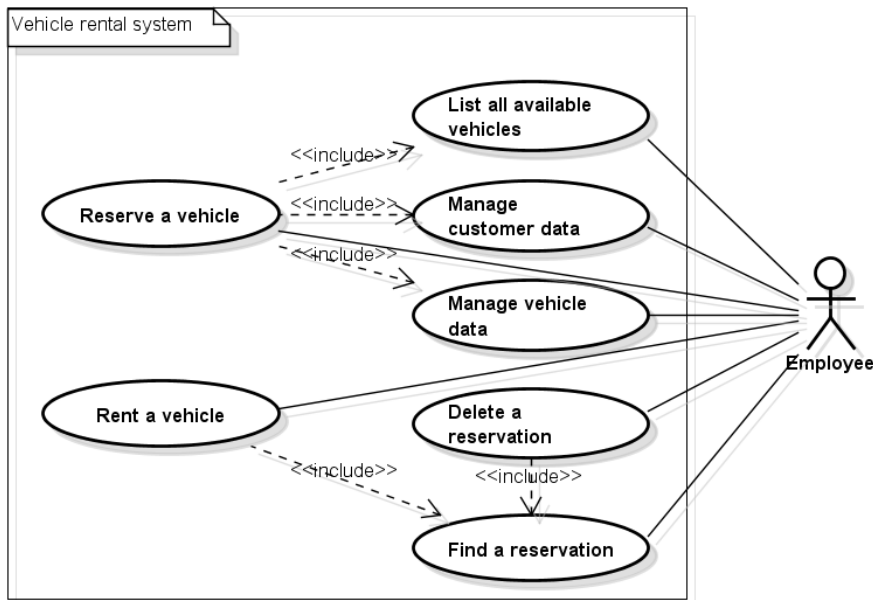 Vehicle rental system
List all available
vehicles
<<include>>
Reserve a vehicle
<<include>>
Manage
customer data
<<include>>
Manage vehicle
data
Employee
Rent a vehicle
Delete a
reservation
<<include>>
<<include>>
Find a reservation